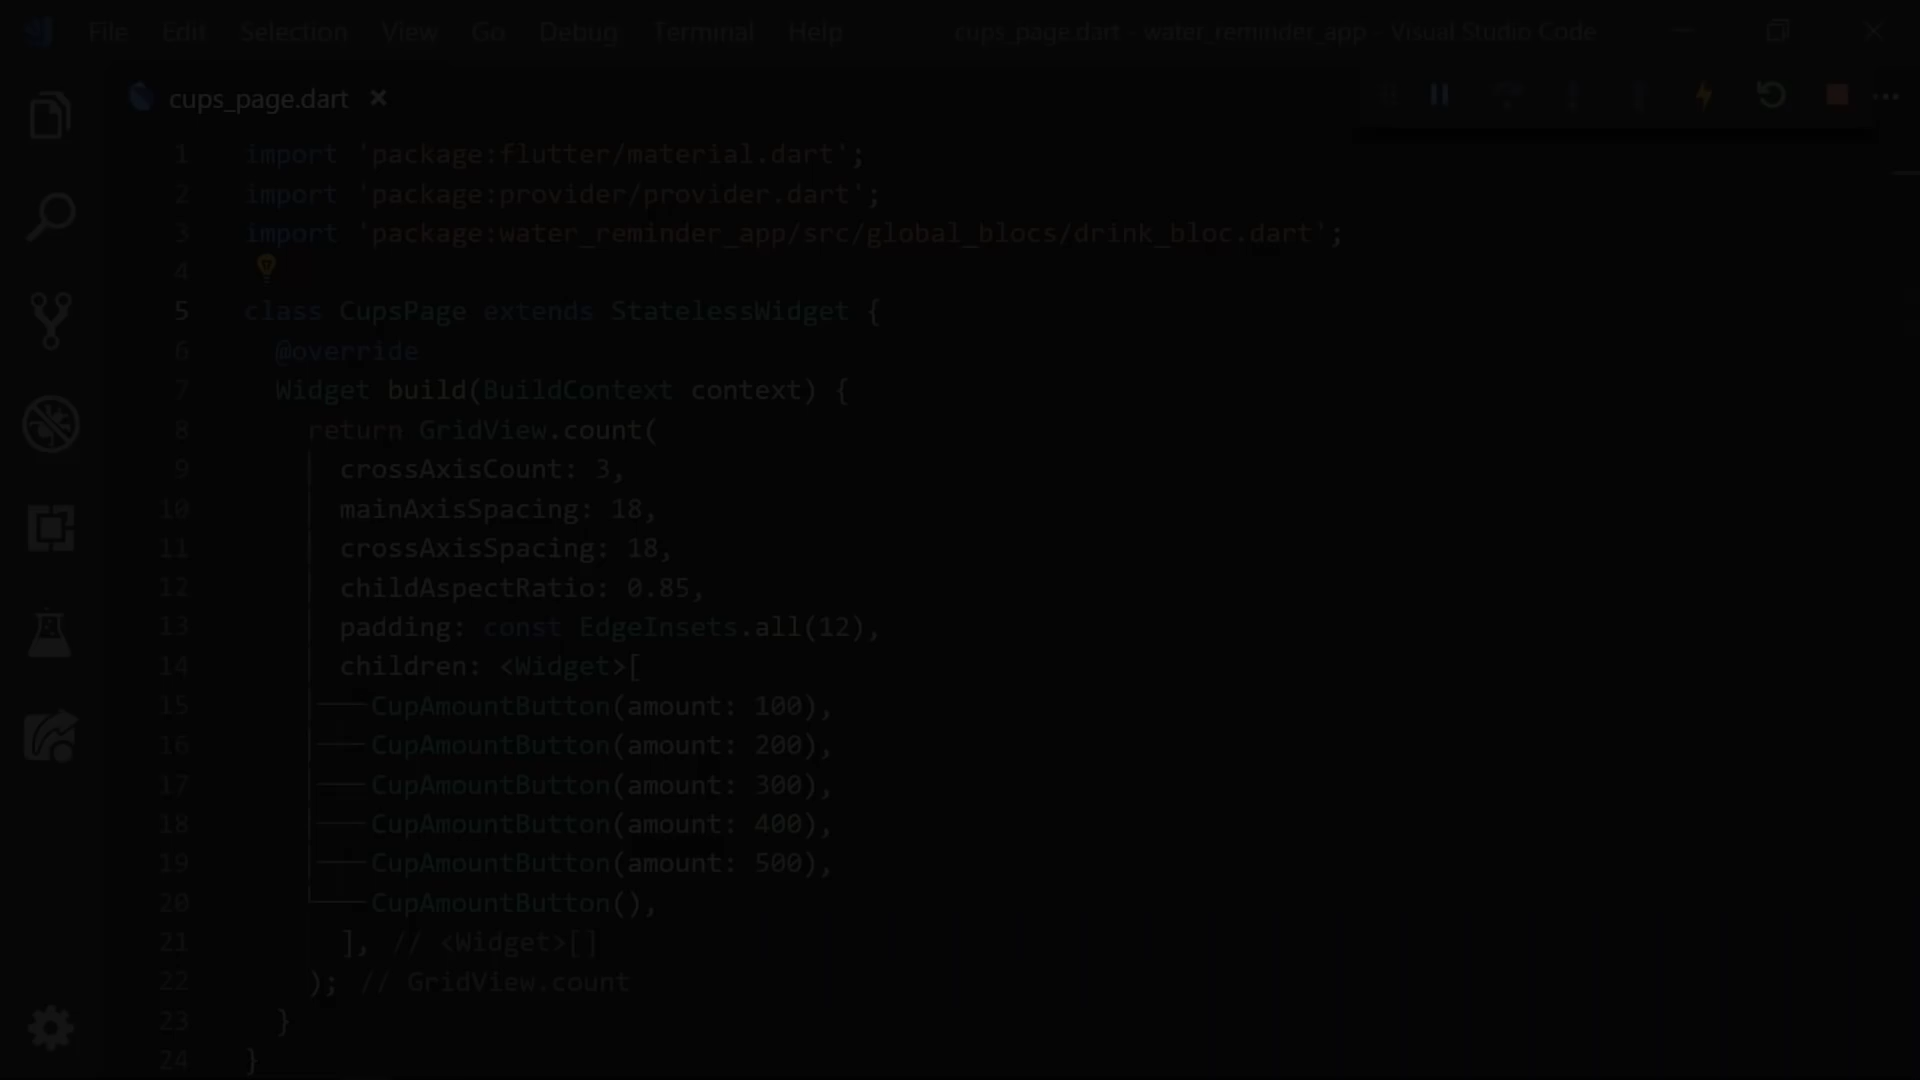 File Edit Selection View Go Debug Terminal Help cups_page.dart - water_reminder_app - Visual Studio Code
cups_page.dart
1 import 'package:flutter/material.dart';
2 import 'package:provider/provider.dart';
3 import 'package:water_reminder_app/src/global_blocs/drink_bloc.dart';
4
5 class CupsPage extends StatelessWidget {
6 @override
7 Widget build(BuildContext context) {
8 return GridView.count(
9 crossAxisCount: 3,
10 mainAxisSpacing: 18,
11 crossAxisSpacing: 18,
12 childAspectRatio: 0.85,
13 padding: const EdgeInsets.all(12),
14 children: <Widget>[
15 CupAmountButton(amount: 100),
16 CupAmountButton(amount: 200),
17 CupAmountButton(amount: 300),
18 CupAmountButton(amount: 400),
19 CupAmountButton(amount: 500),
20 CupAmountButton(),
21 ], // <Widget>[]
22 ); // GridView.count
23 }
24 }